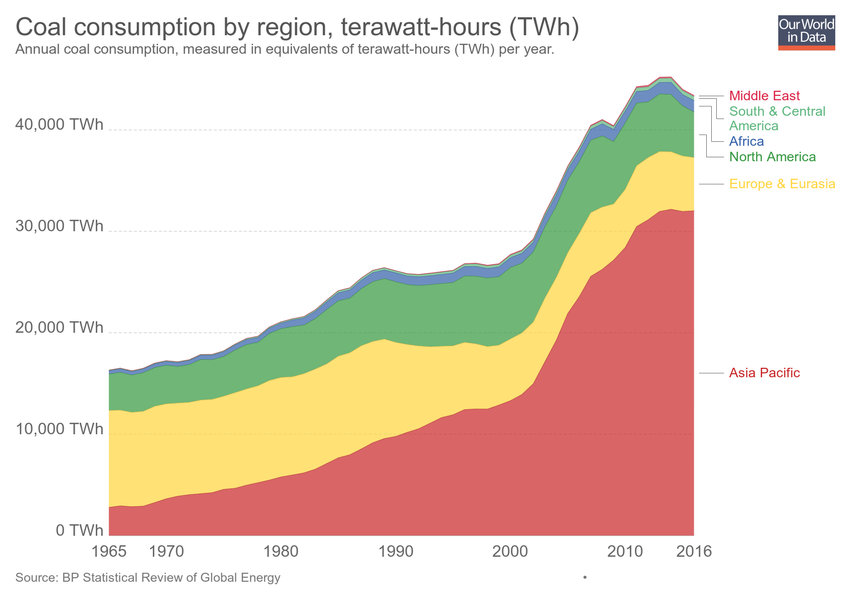 Coal consumption by region, terawatt-hours (TWh)
Annual coal consumption, measured in equivalents of terawatt-hours (TWh) per year.
Our World
in Data
40,000 TWh
30,000 TWh
20,000 TWh
10,000 TWh
0 TWh
Middle East
South & Central
America
Africa
North America
Europe & Eurasia
Asia Pacific
1965 1970 1980 1990 2000 2010 2016
Source: BP Statistical Review of Global Energy •